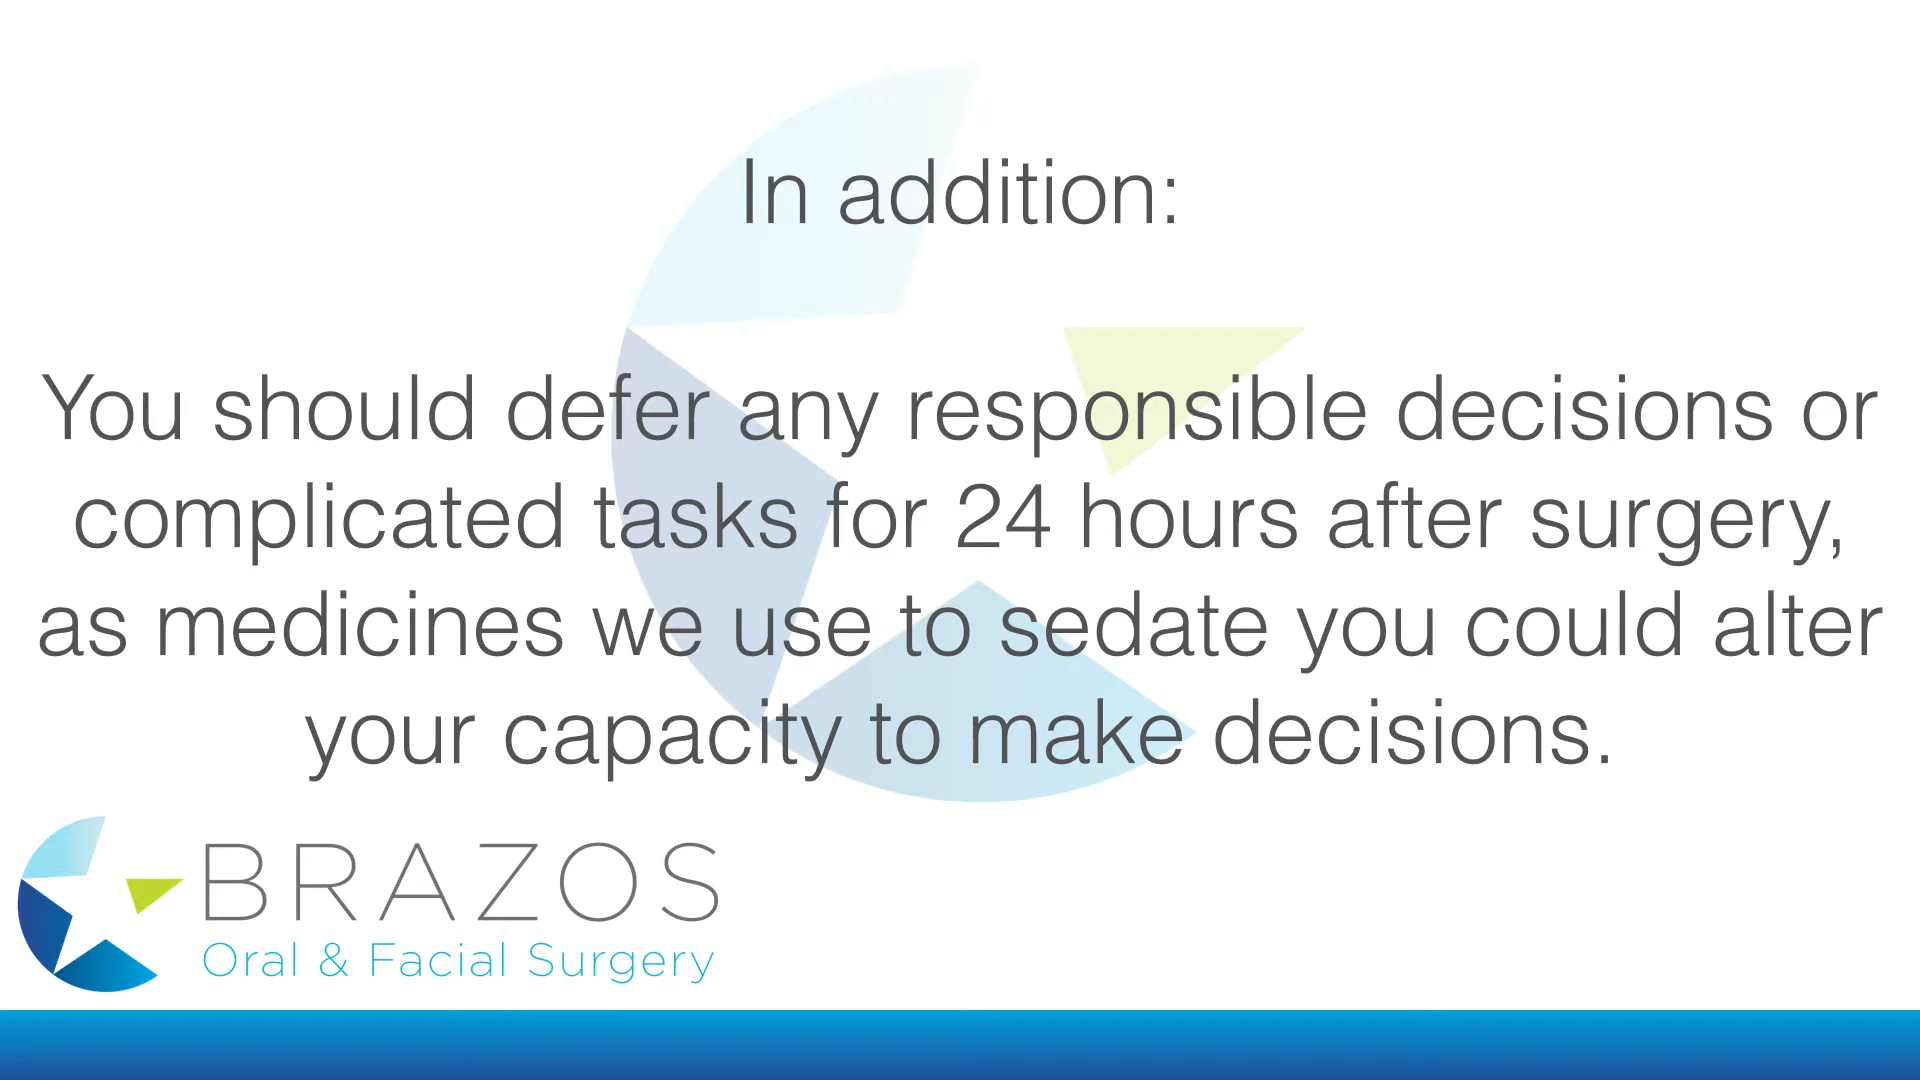 In addition:
You should defer any responsible decisions or
complicated tasks for 24 hours after surgery,
as medicines we use to sedate you could alter
your capacity to make decisions.
BRAZOS
Oral & Facial Surgery